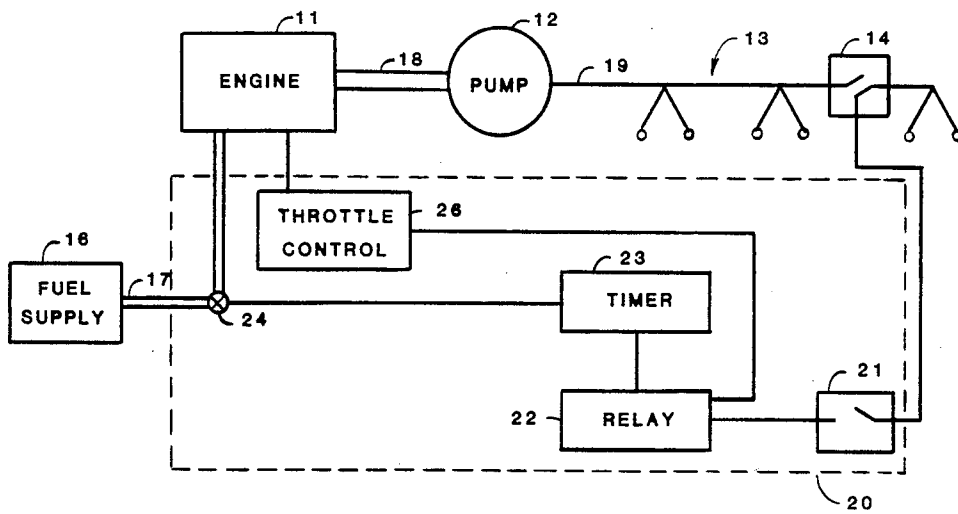 11
12
13
14
ENGINE
18
PUMP
19
16
17
FUEL
SUPPLY
24
THROTTLE
CONTROL
26
23
TIMER
22
RELAY
21
20